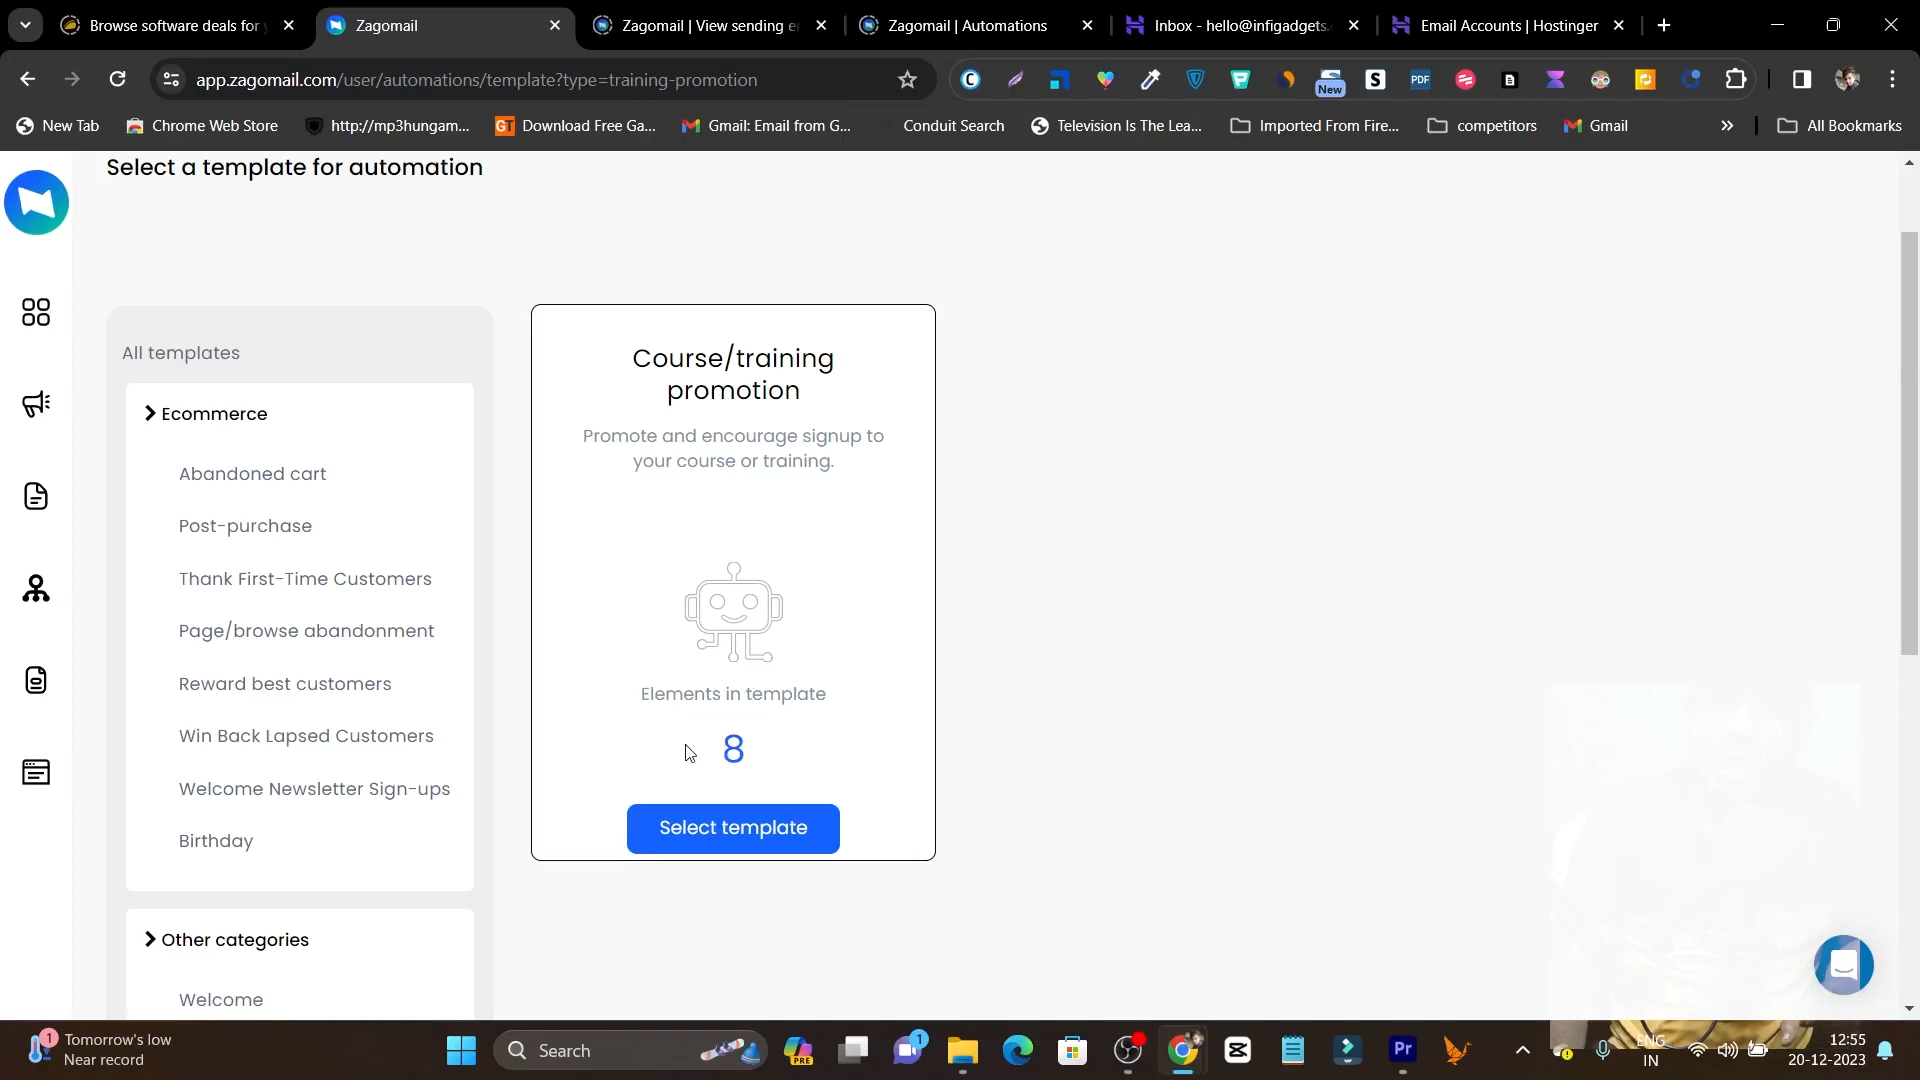 Browse software deals for y
Zagomail
Zagomail | View sending e
Zagomail | Automations
Inbox - hello@infigadgets.
Email Accounts | Hostinger
app.zagomail.com/user/automations/template?type=training-promotion
New
PDF
New Tab
Chrome Web Store
http://mp3hungam...
GT
Download Free Ga...
Gmail: Email from G...
Conduit Search
Television Is The Lea...
Imported From Fire...
competitors
Gmail
All Bookmarks
Select a template for automation
All templates
Ecommerce
Abandoned cart
Post-purchase
Thank First-Time Customers
Page/browse abandonment
Reward best customers
Win Back Lapsed Customers
Welcome Newsletter Sign-ups
Birthday
Other categories
Welcome
Course/training
promotion
Promote and encourage signup to
your course or training.
Elements in template
8
Select template
1
Tomorrow's low
Near record
Search
PRE
1
Pr
ENG
IN
12:55
20-12-2023